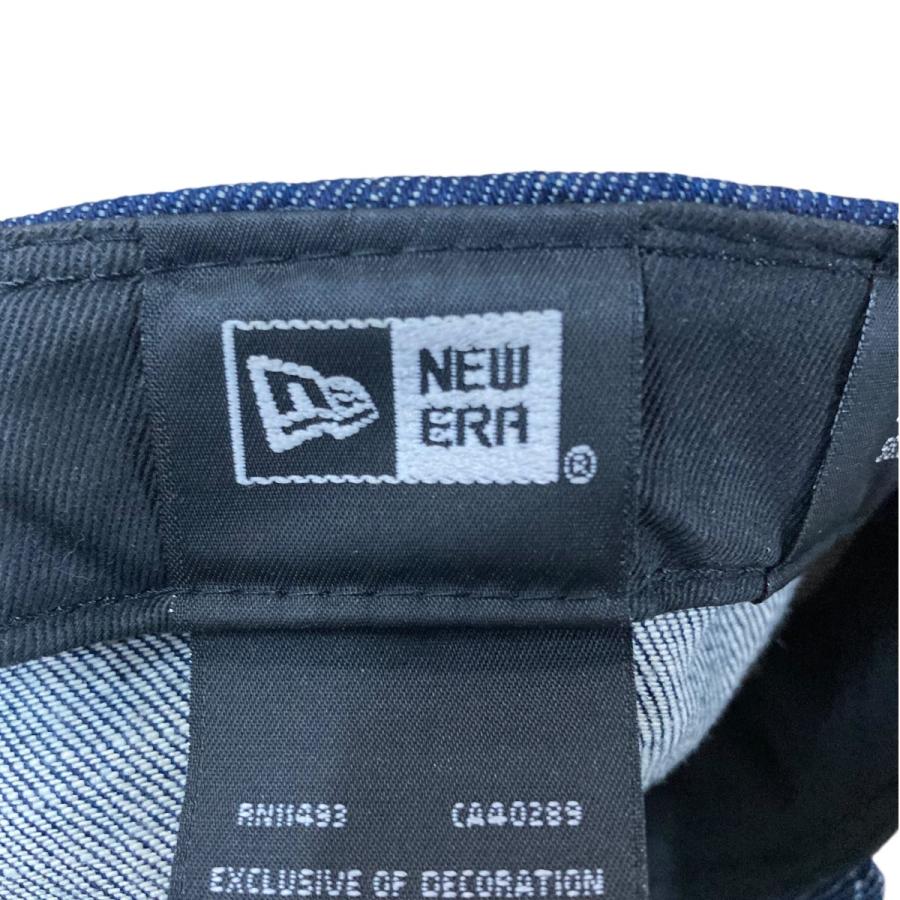 NEW
ERA
®
RN11493 CA40289
EXCLUSIVE OF DECORATION